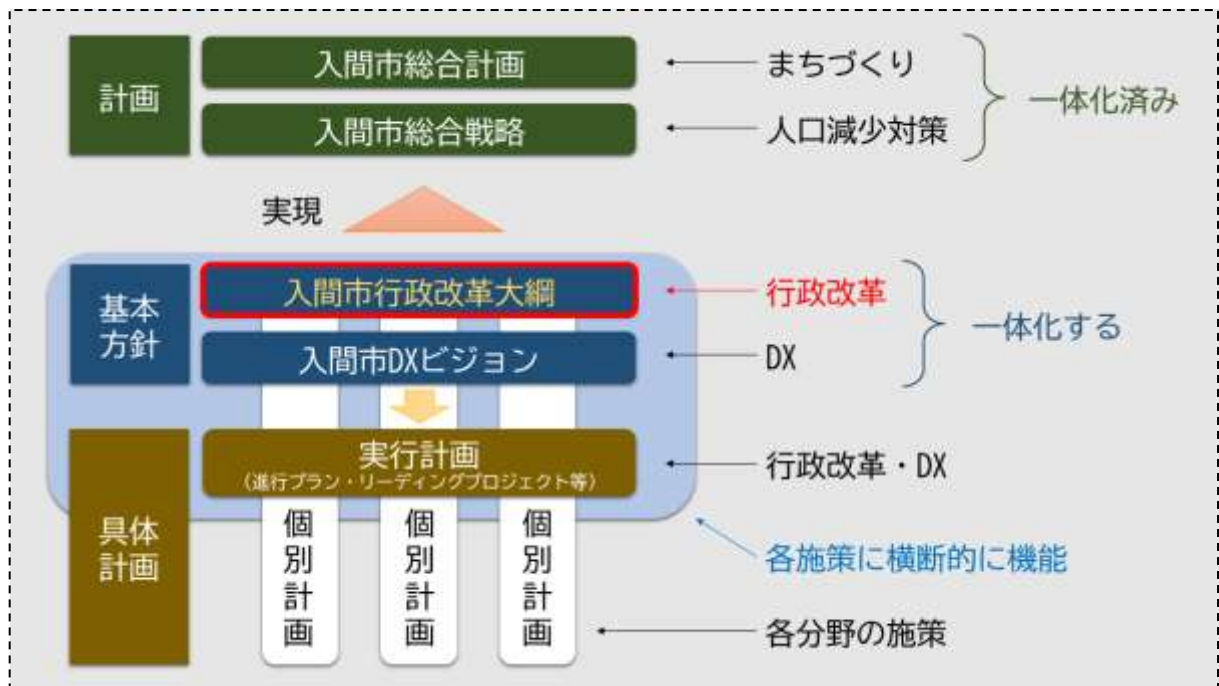 計画
入間市総合計画
まちづくり
入間市総合戦略
人口減少対策
一体化済み
実現
基本
方針
入間市行政改革大綱
行政改革
入間市DXビジョン
DX
一体化する
具体
計画
実行計画
(進行プラン・リーディングプロジェクト等)
行政改革・DX
各施策に横断的に機能
個別計画
個別計画
個別計画
各分野の施策